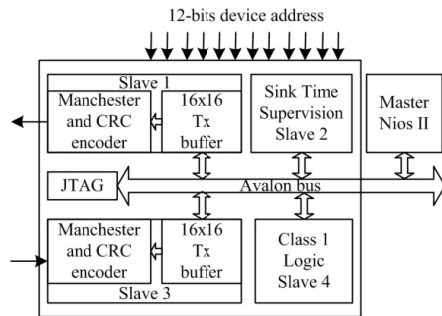 12-bits device address
Slave 1
Manchester
and CRC
encoder
16x16
Tx
buffer
Sink Time
Supervision
Slave 2
Master
Nios II
JTAG
Avalon bus
Manchester
and CRC
encoder
16x16
Tx
buffer
Slave 3
Class 1
Logic
Slave 4